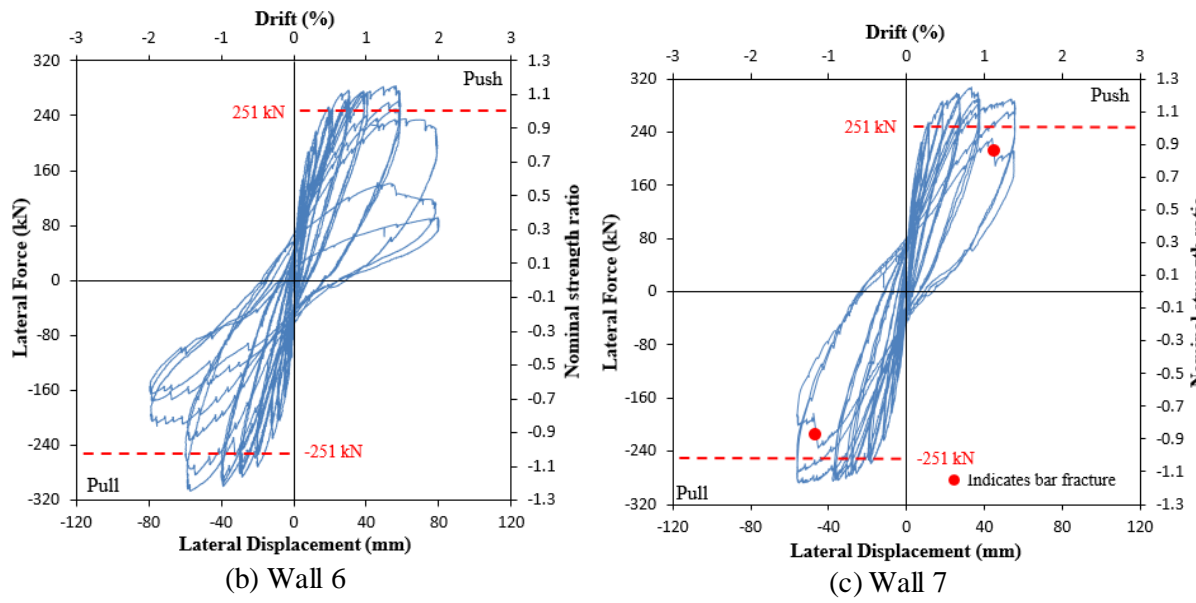 Drift (%)
-3 -2 -1 0 1 2 3
320
240
160
80
0
-80
-160
-240
-320
Lateral Force (kN)
Push
251 kN
-251 kN
Pull
1.3
1.1
0.9
0.7
0.5
0.3
0.1
-0.1
-0.3
-0.5
-0.7
-0.9
-1.1
-1.3
Nominal strength ratio
-120 -80 -40 0 40 80 120
Lateral Displacement (mm)
(b) Wall 6
Drift (%)
-3 -2 -1 0 1 2 3
320
240
160
80
0
-80
-160
-240
-320
Lateral Force (kN)
Push
251 kN
-251 kN
Indicates bar fracture
Pull
1.3
1.1
0.9
0.7
0.5
0.3
0.1
-0.1
-0.3
-0.5
-0.7
-0.9
-1.1
-1.3
Nominal strength ratio
-120 -80 -40 0 40 80 120
Lateral Displacement (mm)
(c) Wall 7